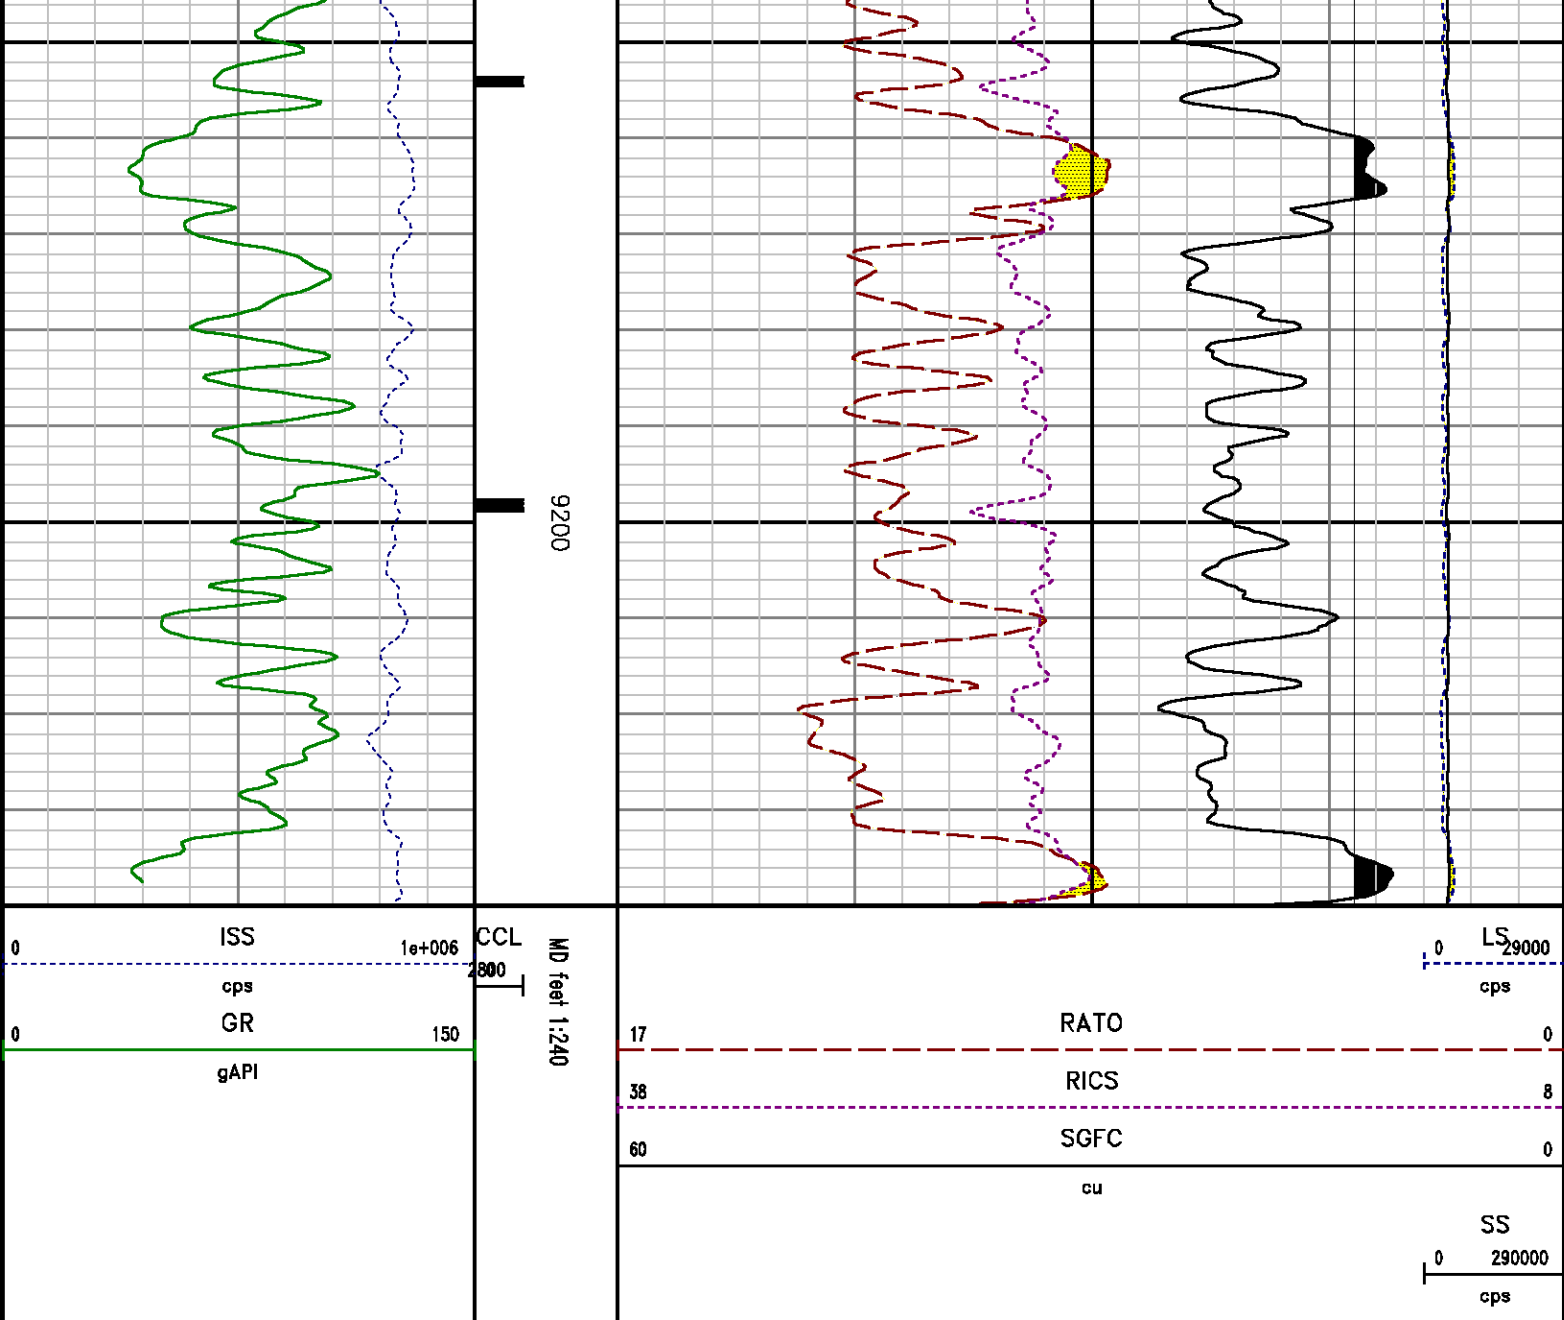 9200
ISS CCL LS
0 1e+006 0 29000
cps cps
MD feet 1:240
GR RATO
0 150 17 0
gAPI
RICS
38 8
SGFC
60 0
cu
SS
0 290000
cps